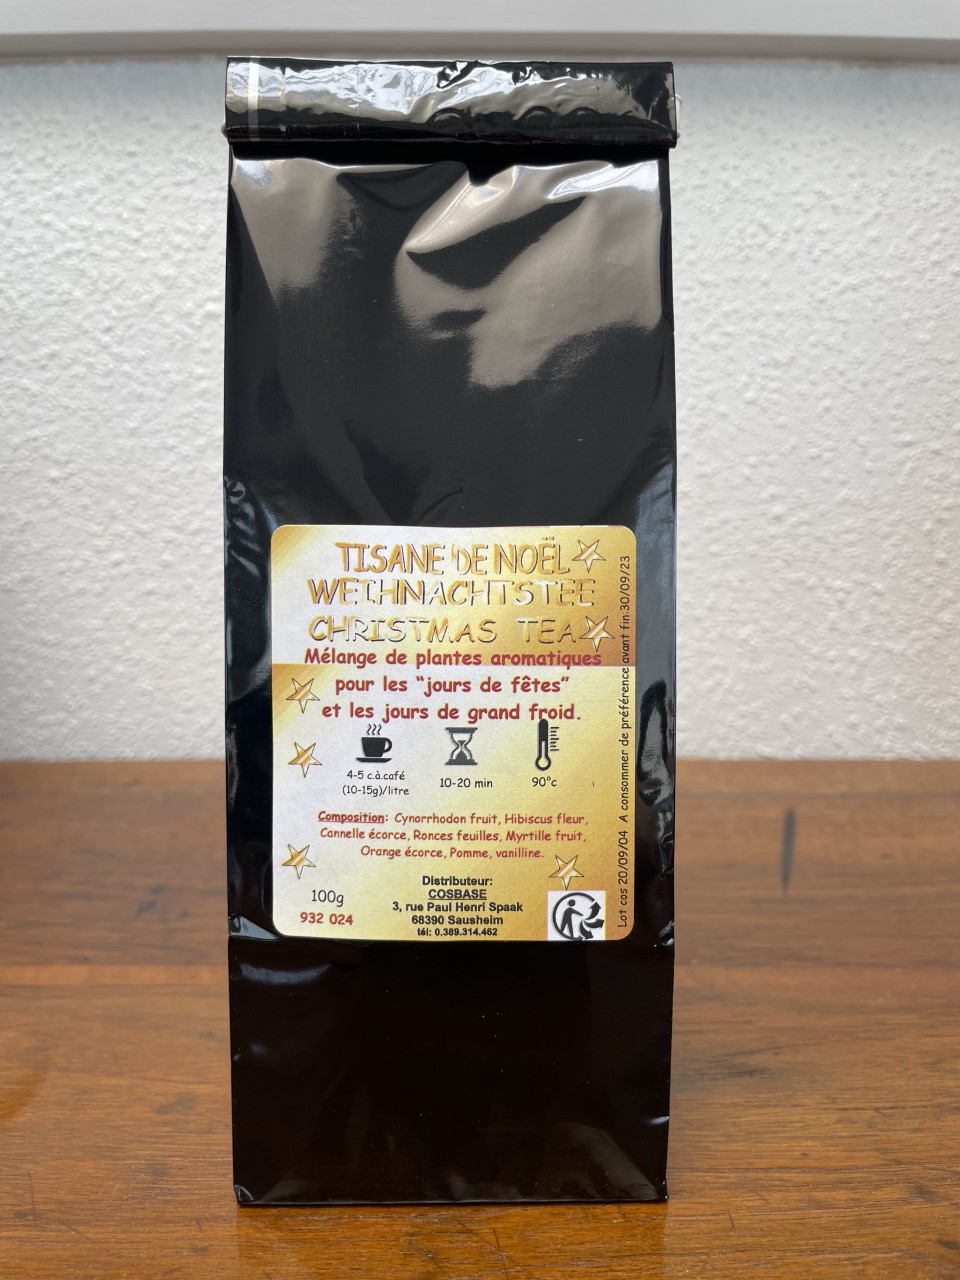 TISANE DE NOËL
WEIHNACHTSTEE
CHRISTMAS TEA
Mélange de plantes aromatiques
pour les “jours de fêtes”
et les jours de grand froid.
4-5 c.à.café
(10-15g)/litre
10-20 min
90°c
Composition: Cynorrhodon fruit, Hibiscus fleur,
Cannelle écorce, Ronces feuilles, Myrtille fruit,
Orange écorce, Pomme, vanilline.
100g
932 024
Distributeur:
COSBASE
3, rue Paul Henri Spaak
68390 Sausheim
tél: 0.389.314.462
Lot cos 20/09/04 A consommer de préférence avant fin:30/09/23